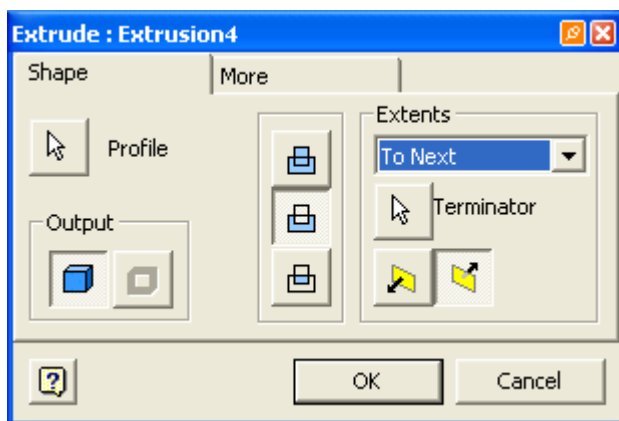 Extrude : Extrusion4
Shape
More
Profile
Output
Extents
To Next
Terminator
?
OK
Cancel